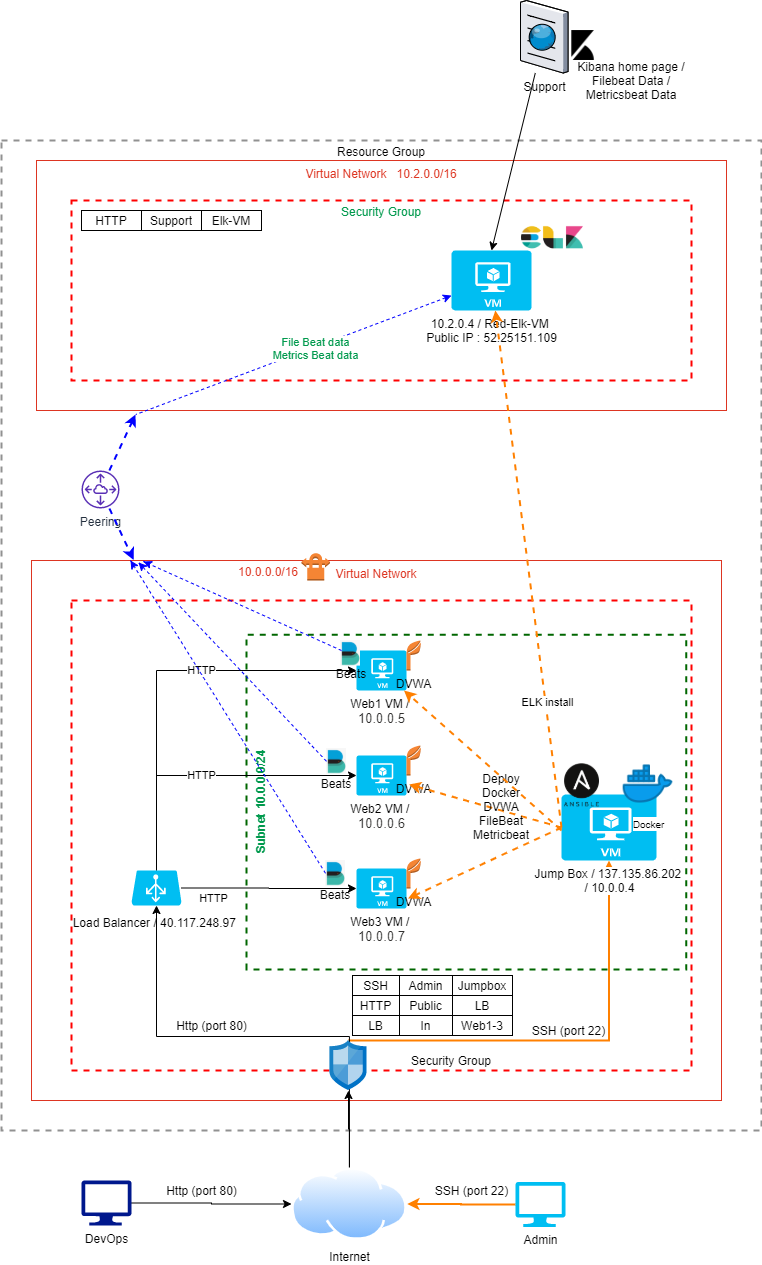 Support
Kibana home page /
Filebeat Data /
Metricsbeat Data
Resource Group
Virtual Network 10.2.0.0/16
Security Group
HTTP Support Elk-VM
ELK
VM
10.2.0.4 / Red-Elk-VM
Public IP : 52.25151.109
File Beat data
Metrics Beat data
Peering
10.0.0.0/16 Virtual Network
HTTP
Beats
VM
DVWA
Web1 VM /
10.0.0.5
ELK install
Subnet 10.0.0.0/24
HTTP
Beats
VM
DVWA
Web2 VM /
10.0.0.6
Deploy
Docker
DVWA
FileBeat
Metricbeat
ANSIBLE
Docker
VM
Jump Box / 137.135.86.202
/ 10.0.0.4
HTTP
Beats
VM
DVWA
Web3 VM /
10.0.0.7
Load Balancer / 40.117.248.97
SSH Admin Jumpbox
HTTP Public LB
LB In Web1-3
Http (port 80)
SSH (port 22)
Security Group
Http (port 80)
SSH (port 22)
DevOps
Internet
Admin